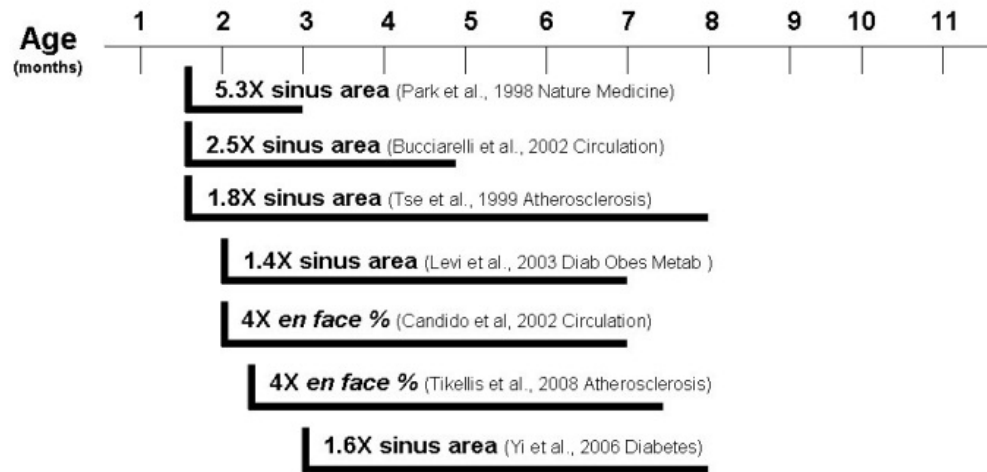 1 2 3 4 5 6 7 8 9 10 11
Age
(months)
5.3X sinus area (Park et al., 1998 Nature Medicine)
2.5X sinus area (Bucciarelli et al., 2002 Circulation)
1.8X sinus area (Tse et al., 1999 Atherosclerosis)
1.4X sinus area (Levi et al., 2003 Diab Obes Metab )
4X en face % (Candido et al, 2002 Circulation)
4X en face % (Tikellis et al., 2008 Atherosclerosis)
1.6X sinus area (Yi et al., 2006 Diabetes)